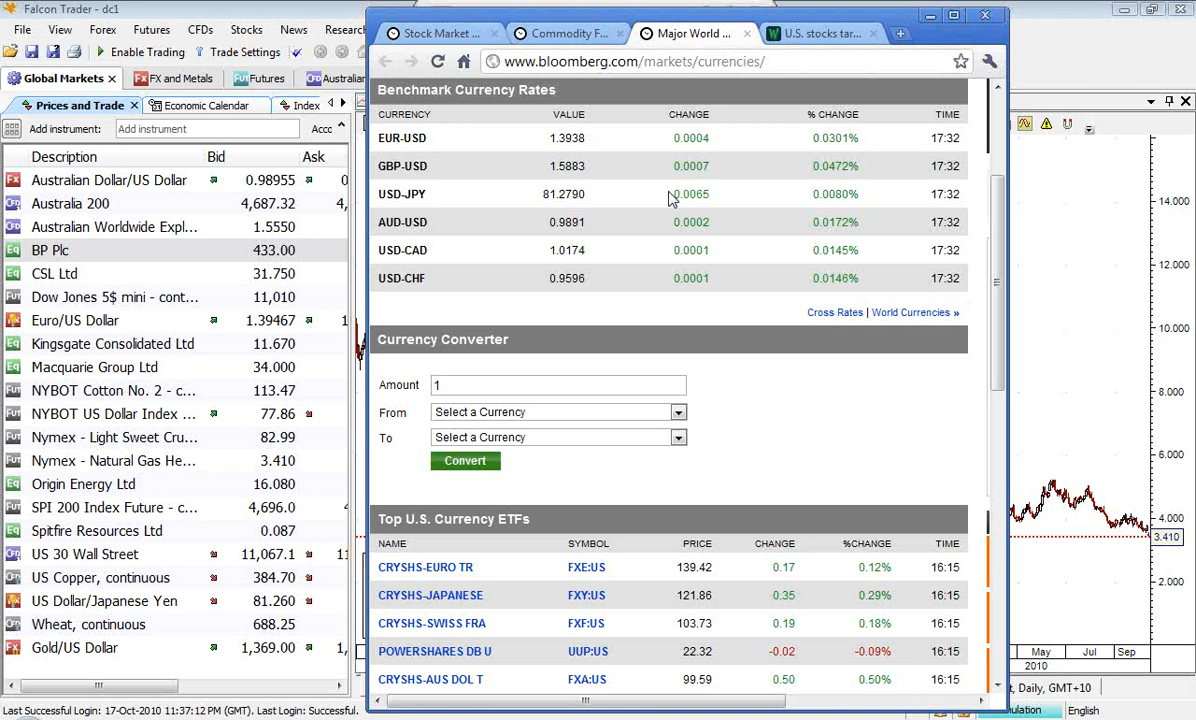 Falcon Trader - dc1
File View Forex Futures CFDs Stocks News Resear
Enable Trading Trade Settings
Global Markets FX and Metals Futures Australian
Prices and Trade Economic Calendar Index
Add instrument: Add instrument Acco
Description Bid Ask
Australian Dollar/US Dollar 0.98955 0
Australia 200 4,687.32 4,
Australian Worldwide Expl... 1.5550
BP Plc 433.00
CSL Ltd 31.750
Dow Jones 5$ mini - cont... 11,010
Euro/US Dollar 1.39467 1
Kingsgate Consolidated Ltd 11.670
Macquarie Group Ltd 34.000
NYBOT Cotton No. 2 - c... 113.47
NYBOT US Dollar Index ... 77.86
Nymex - Light Sweet Cru... 82.99
Nymex - Natural Gas He... 3.410
Origin Energy Ltd 16.080
SPI 200 Index Future - c... 4,696.0
Spitfire Resources Ltd 0.087
US 30 Wall Street 11,067.1 11
US Copper, continuous 384.70
US Dollar/Japanese Yen 81.260
Wheat, continuous 688.25
Gold/US Dollar 1,369.00 1
Last Successful Login: 17-Oct-2010 11:37:12 PM (GMT). Last Successful.
Stock Market ... Commodity F... Major World ... U.S. stocks tar...
www.bloomberg.com/markets/currencies/
Benchmark Currency Rates
CURRENCY VALUE CHANGE % CHANGE TIME
EUR-USD 1.3938 0.0004 0.0301% 17:32
GBP-USD 1.5883 0.0007 0.0472% 17:32
USD-JPY 81.2790 0.0065 0.0080% 17:32
AUD-USD 0.9891 0.0002 0.0172% 17:32
USD-CAD 1.0174 0.0001 0.0145% 17:32
USD-CHF 0.9596 0.0001 0.0146% 17:32
Cross Rates | World Currencies »
Currency Converter
Amount 1
From Select a Currency
To Select a Currency
Convert
Top U.S. Currency ETFs
NAME SYMBOL PRICE CHANGE %CHANGE TIME
CRYSHS-EURO TR FXE:US 139.42 0.17 0.12% 16:15
CRYSHS-JAPANESE FXY:US 121.86 0.35 0.29% 16:15
CRYSHS-SWISS FRA FXF:US 103.73 0.19 0.18% 16:15
POWERSHARES DB U UUP:US 22.32 -0.02 -0.09% 16:15
CRYSHS-AUS DOL T FXA:US 99.59 0.50 0.50% 16:15
14.000
12.000
10.000
8.000
6.000
4.000
3.410
2.000
May Jul Sep
2010
t, Daily, GMT+10
ulation English